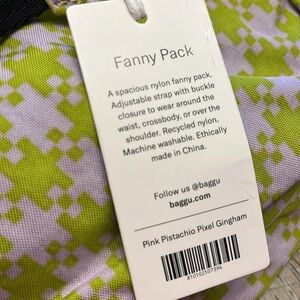 Fanny Pack
A spacious nylon fanny pack.
Adjustable strap with buckle
closure to wear around the
waist, crossbody, or over the
shoulder. Recycled nylon.
Machine washable. Ethically
made in China.
Follow us @baggu
baggu.com
Pink Pistachio Pixel Gingham
810102507396